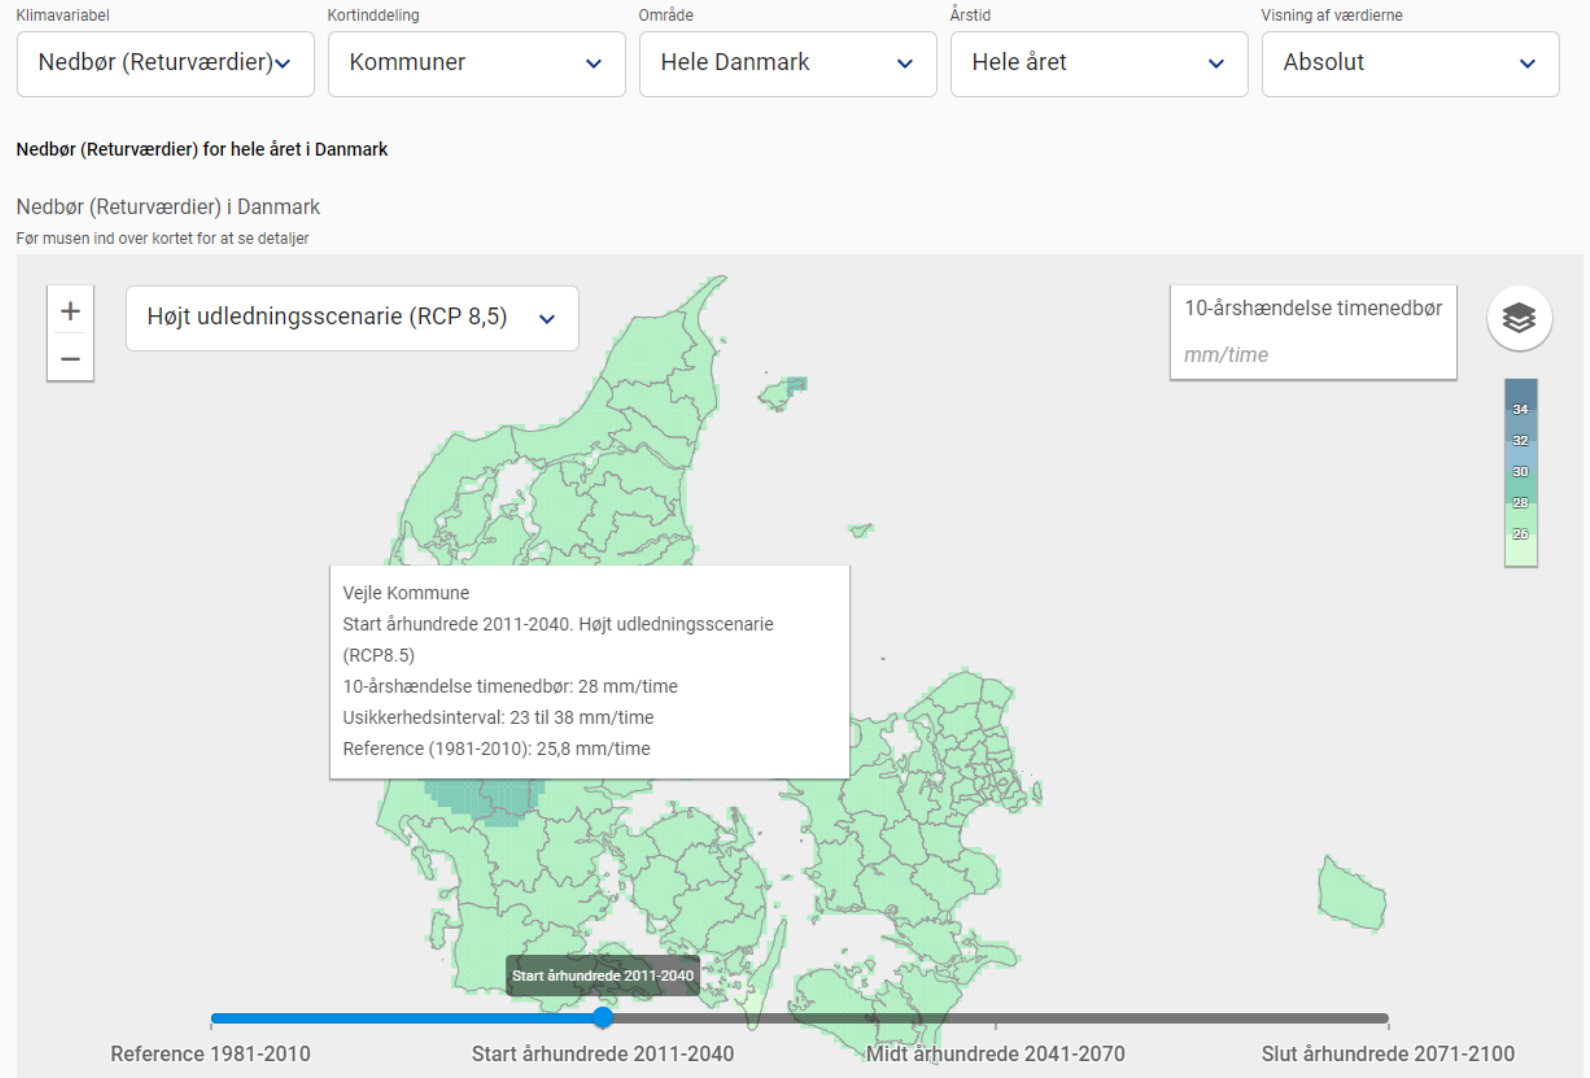 Klimavariabel
Kortinddeling
Område
Årstid
Visning af værdierne
Nedbør (Returværdier)
Kommuner
Hele Danmark
Hele året
Absolut
Nedbør (Returværdier) for hele året i Danmark
Nedbør (Returværdier) i Danmark
Før musen ind over kortet for at se detaljer
+
−
Højt udledningsscenarie (RCP 8,5)
10-årshændelse timenedbør
mm/time
34
32
30
28
26
Vejle Kommune
Start århundrede 2011-2040. Højt udledningsscenarie
(RCP8.5)
10-årshændelse timenedbør: 28 mm/time
Usikkerhedsinterval: 23 til 38 mm/time
Reference (1981-2010): 25,8 mm/time
Start århundrede 2011-2040
Reference 1981-2010
Start århundrede 2011-2040
Midt århundrede 2041-2070
Slut århundrede 2071-2100